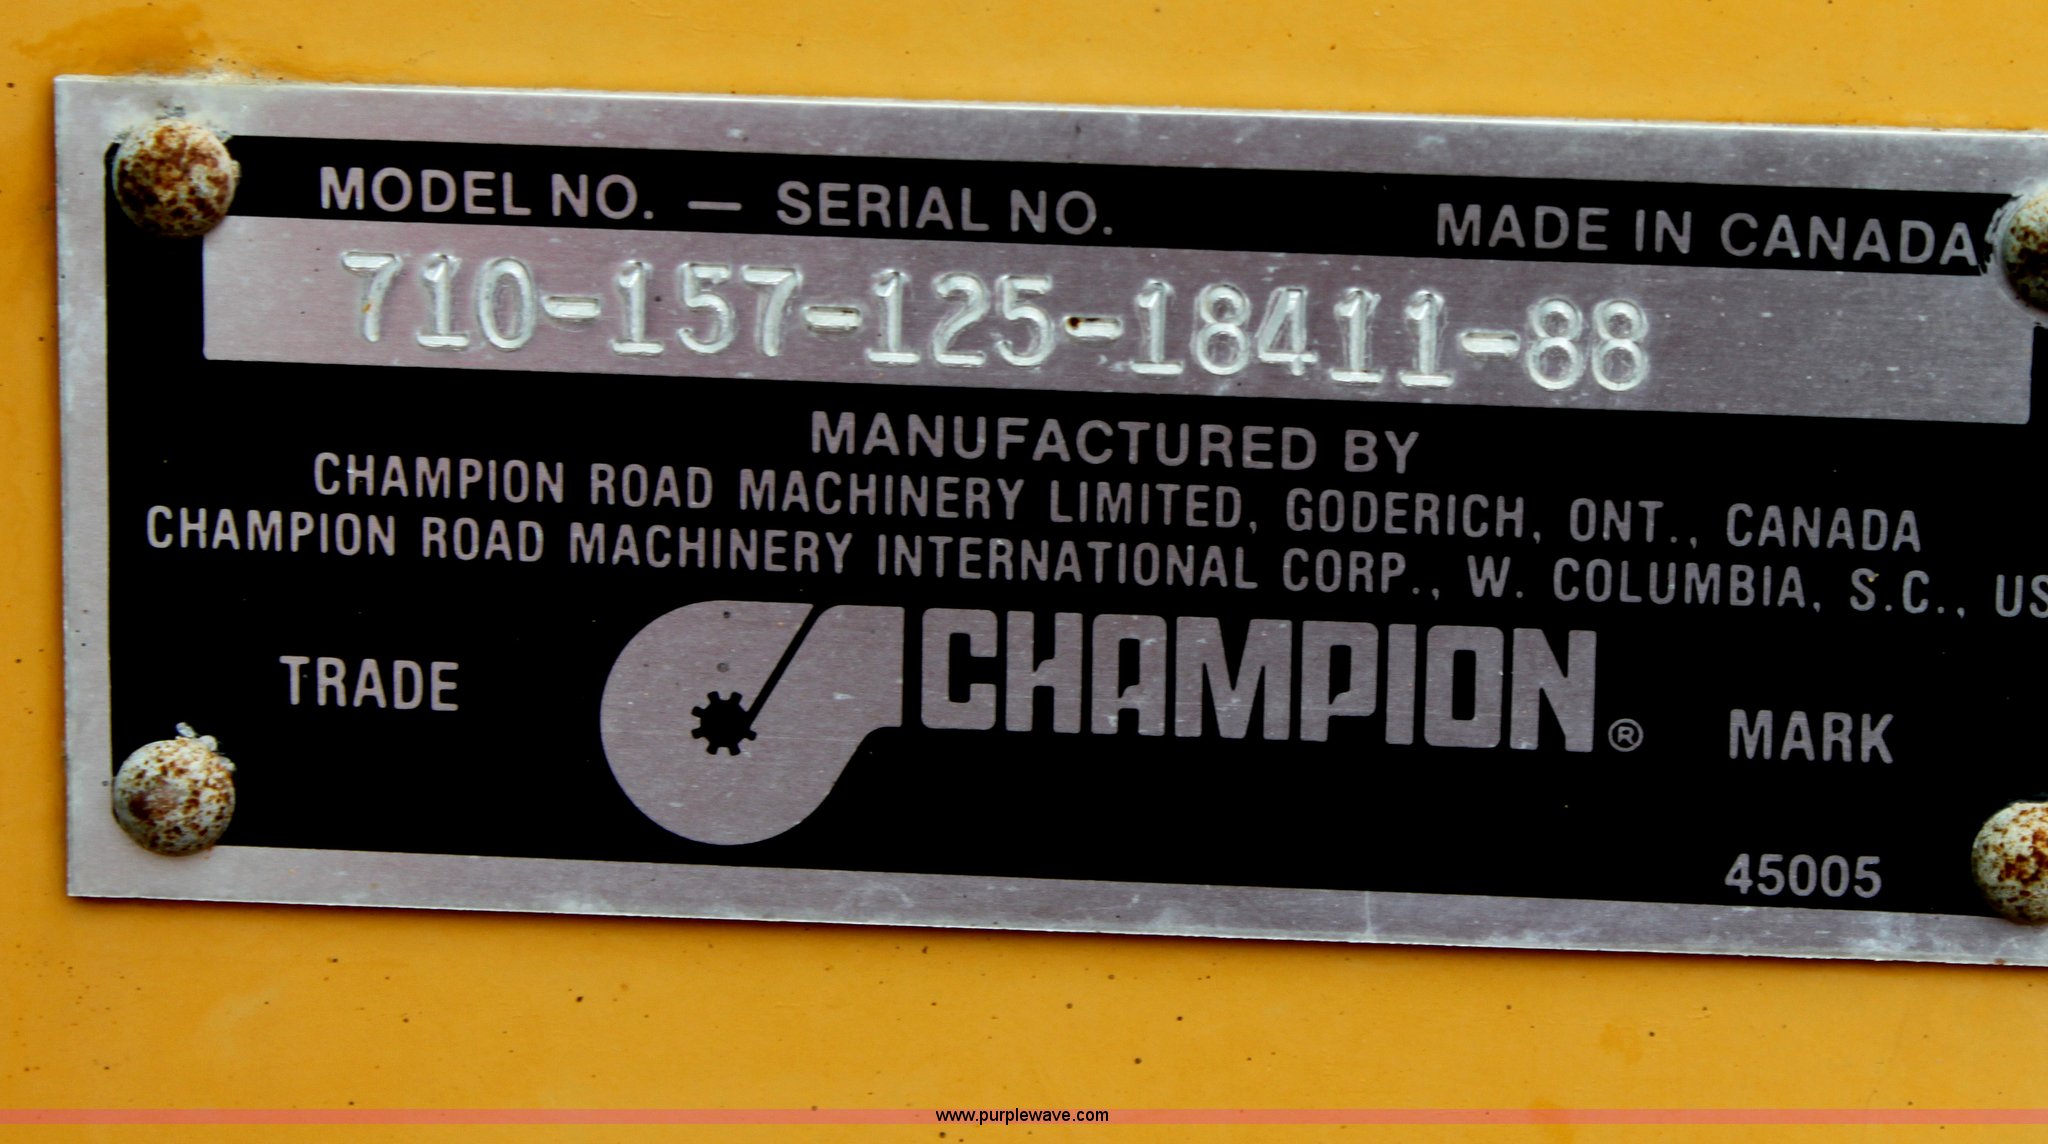 MODEL NO. — SERIAL NO. MADE IN CANADA
710-157-125-18411-88
MANUFACTURED BY
CHAMPION ROAD MACHINERY LIMITED, GODERICH, ONT., CANADA
CHAMPION ROAD MACHINERY INTERNATIONAL CORP., W. COLUMBIA, S.C., US
TRADE CHAMPION® MARK
45005
www.purplewave.com